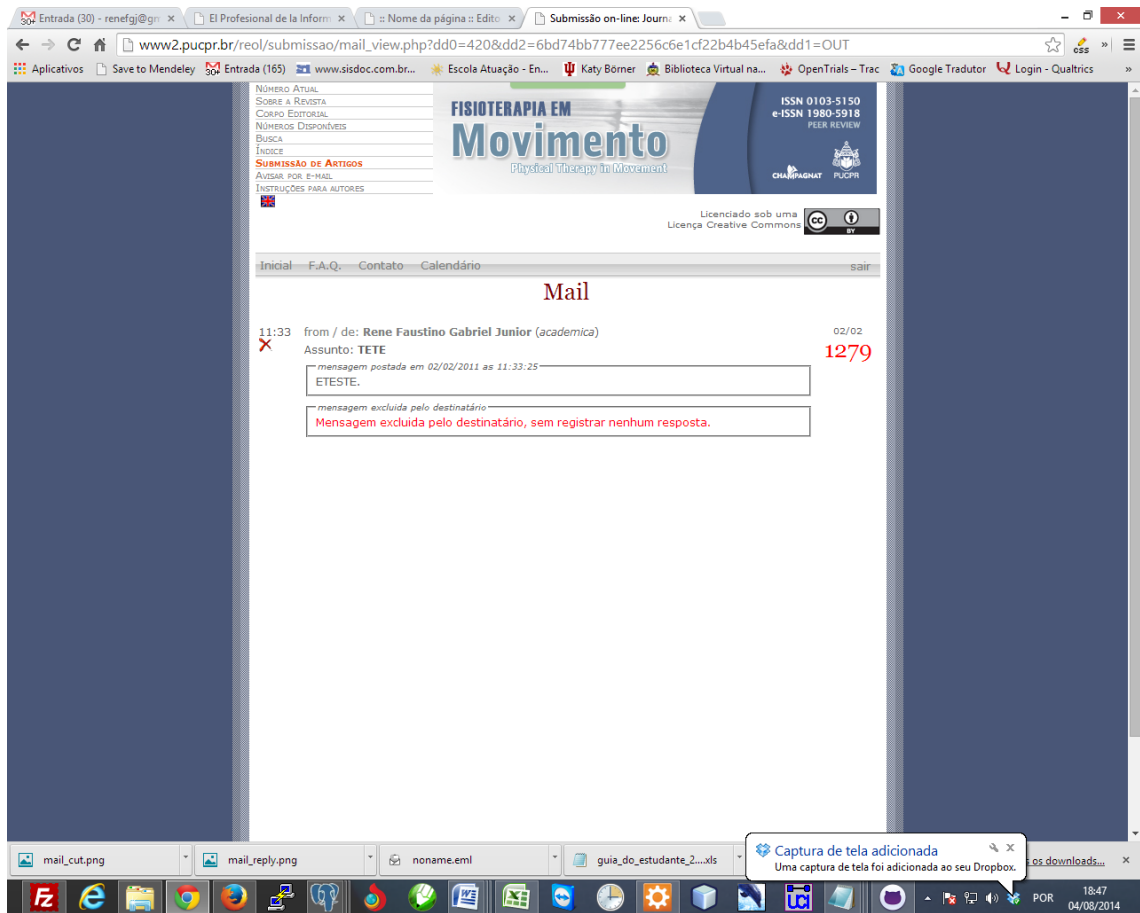 Entrada (30) - renefgj@gm
El Profesional de la Inform
:: Nome da página :: Edito
Submissão on-line: Journa
www2.pucpr.br/reol/submissao/mail_view.php?dd0=420&dd2=6bd74bb777ee2256c6e1cf22b4b45efa&dd1=OUT
Aplicativos Save to Mendeley Entrada (165) www.sisdoc.com.br... Escola Atuação - En... Katy Börner Biblioteca Virtual na... OpenTrials – Trac Google Tradutor Login - Qualtrics »
NÚMERO ATUAL
SOBRE A REVISTA
CORPO EDITORIAL
NÚMEROS DISPONÍVEIS
BUSCA
ÍNDICE
SUBMISSÃO DE ARTIGOS
AVISAR POR E-MAIL
INSTRUÇÕES PARA AUTORES
FISIOTERAPIA EM
Movimento
Physical Therapy in Movement
ISSN 0103-5150
e-ISSN 1980-5918
PEER REVIEW
CHAMPAGNAT PUCPR
Licenciado sob uma
Licença Creative Commons
cc BY
Inicial F.A.Q. Contato Calendário sair
Mail
11:33 from / de: Rene Faustino Gabriel Junior (academica) 02/02
Assunto: TETE 1279
mensagem postada em 02/02/2011 as 11:33:25
ETESTE.
mensagem excluida pelo destinatário
Mensagem excluida pelo destinatário, sem registrar nenhum resposta.
mail_cut.png mail_reply.png noname.eml guia_do_estudante_2....xls
Captura de tela adicionada
Uma captura de tela foi adicionada ao seu Dropbox.
os downloads...
POR 18:47
04/08/2014